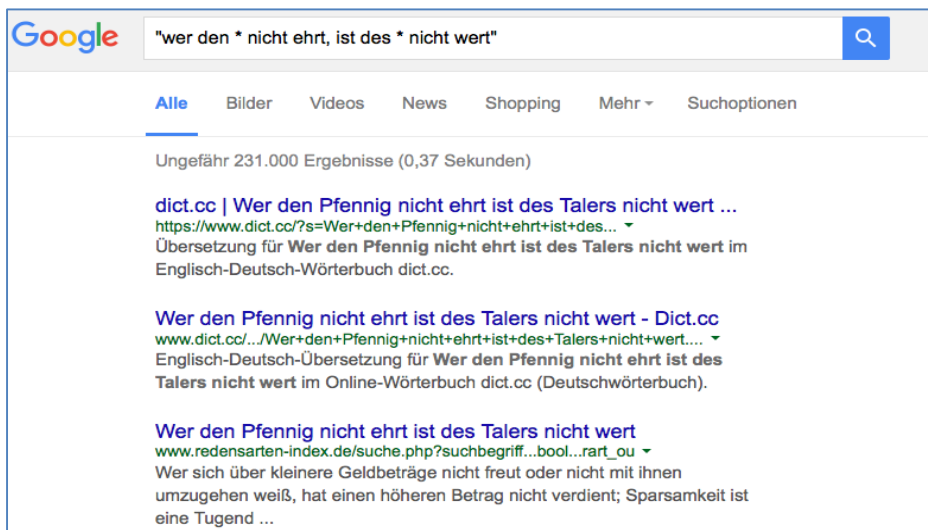 Google "wer den * nicht ehrt, ist des * nicht wert"
Alle Bilder Videos News Shopping Mehr Suchoptionen
Ungefähr 231.000 Ergebnisse (0,37 Sekunden)
dict.cc | Wer den Pfennig nicht ehrt ist des Talers nicht wert ...
https://www.dict.cc/?s=Wer+den+Pfennig+nicht+ehrt+ist+des...
Übersetzung für Wer den Pfennig nicht ehrt ist des Talers nicht wert im
Englisch-Deutsch-Wörterbuch dict.cc.
Wer den Pfennig nicht ehrt ist des Talers nicht wert - Dict.cc
www.dict.cc/.../Wer+den+Pfennig+nicht+ehrt+ist+des+Talers+nicht+wert....
Englisch-Deutsch-Übersetzung für Wer den Pfennig nicht ehrt ist des
Talers nicht wert im Online-Wörterbuch dict.cc (Deutschwörterbuch).
Wer den Pfennig nicht ehrt ist des Talers nicht wert
www.redensarten-index.de/suche.php?suchbegriff...bool...rart_ou
Wer sich über kleinere Geldbeträge nicht freut oder nicht mit ihnen
umzugehen weiß, hat einen höheren Betrag nicht verdient; Sparsamkeit ist
eine Tugend ...